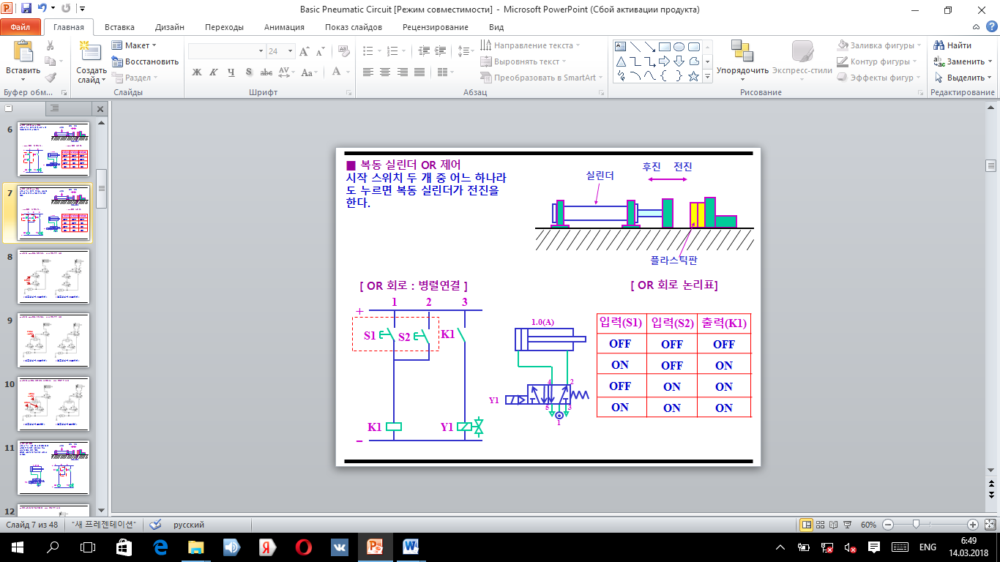 Basic Pneumatic Circuit [Режим совместимости] - Microsoft PowerPoint (Сбой активации продукта)
Файл Главная Вставка Дизайн Переходы Анимация Показ слайдов Рецензирование Вид
Вставить
Буфер обм...
Создать слайд
Макет
Восстановить
Раздел
Слайды
24
Ж К Ч S abc AV Aa A
Шрифт
Направление текста
Выровнять текст
Преобразовать в SmartArt
Абзац
Упорядочить
Экспресс-стили
Заливка фигуры
Контур фигуры
Эффекты фигур
Рисование
Найти
Заменить
Выделить
Редактирование
6
7
8
9
10
11
12
■ 복동 실린더 OR 제어
시작 스위치 두 개 중 어느 하나라
도 누르면 복동 실린더가 전진을
한다.
후진 전진
실린더
플라스틱판
[ OR 회로 : 병렬연결 ]
1 2 3
+
S1 S2 K1
K1 Y1
−
1.0(A)
4 2
Y1
5 3
1
[ OR 회로 논리표]
입력(S1) 입력(S2) 출력(K1)
OFF OFF OFF
ON OFF ON
OFF ON ON
ON ON ON
Слайд 7 из 48 "새 프레젠테이션" русский
60%
ENG
6:49
14.03.2018